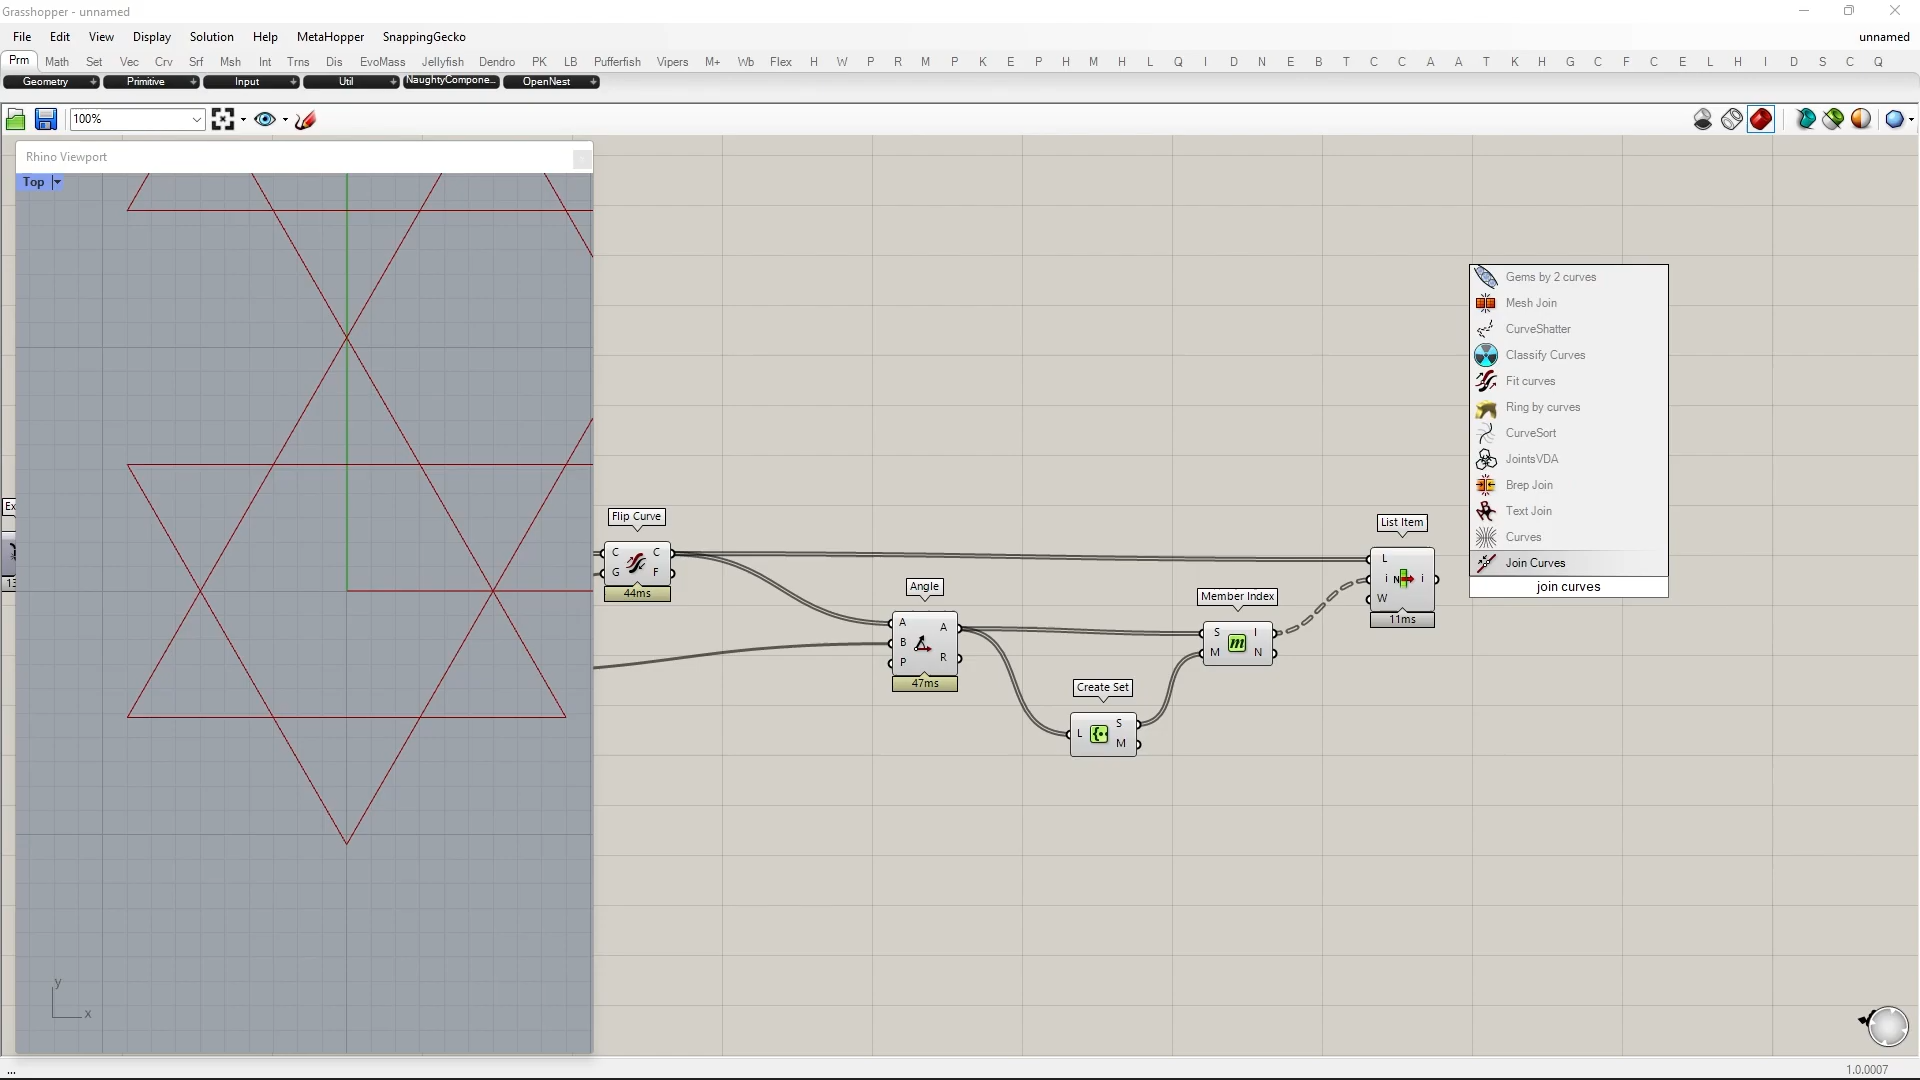 Grasshopper - unnamed
File Edit View Display Solution Help MetaHopper SnappingGecko unnamed
Prm Math Set Vec Crv Srf Msh Int Trns Dis EvoMass Jellyfish Dendro PK LB Pufferfish Vipers M+ Wb Flex H W P R M P K E P H M H L Q I D N E B T C C A A T K H G C F C E L H I D S C Q
Geometry Primitive Input Util NaughtyCompone... OpenNest
100%
Rhino Viewport
Top
Gems by 2 curves
Mesh Join
CurveShatter
Classify Curves
Fit curves
Ring by curves
CurveSort
JointsVDA
Brep Join
Text Join
Curves
Join Curves
join curves
Ex
13
Flip Curve
C C
G F
44ms
Angle
A A
B
P R
47ms
Create Set
L S
M
Member Index
S I
M N
List Item
L
i N i
W
11ms
y
x
...
1.0.0007